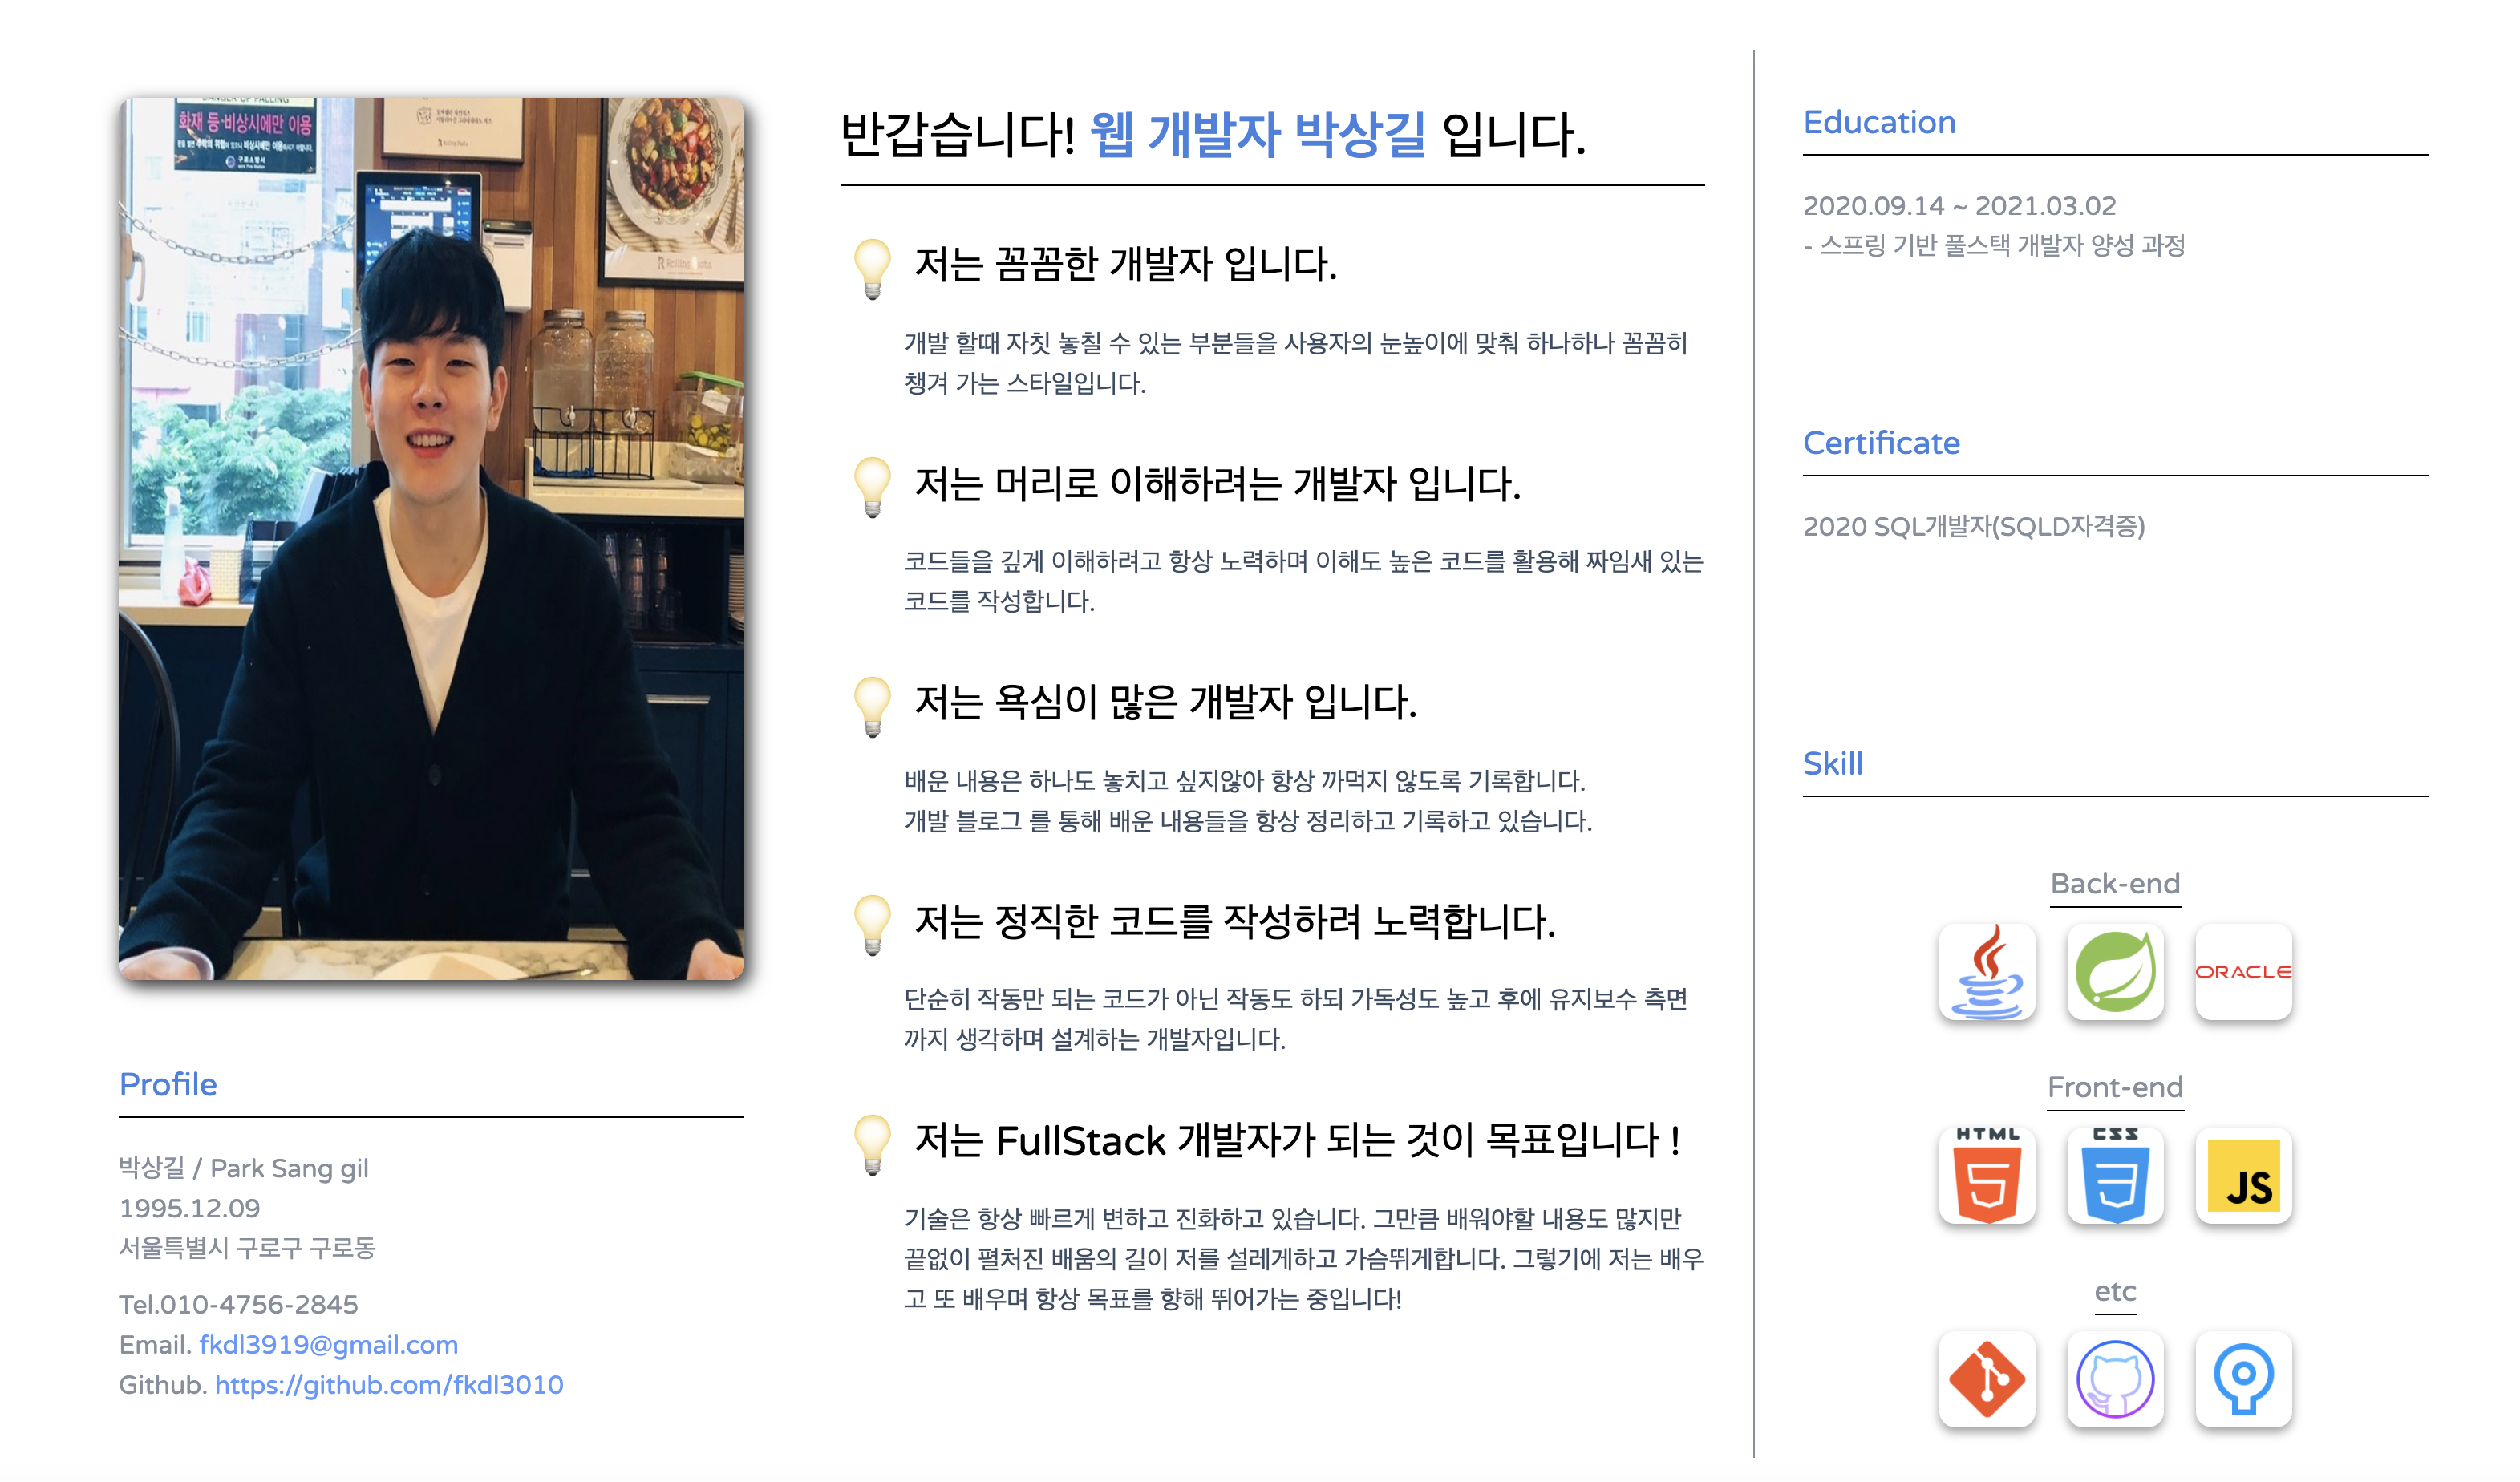 DANGER OF FALLING
화재 등·비상시에만 이용
구로소방서
Rolling Pasta
반갑습니다! 웹 개발자 박상길 입니다.
저는 꼼꼼한 개발자 입니다.
개발 할때 자칫 놓칠 수 있는 부분들을 사용자의 눈높이에 맞춰 하나하나 꼼꼼히
챙겨 가는 스타일입니다.
저는 머리로 이해하려는 개발자 입니다.
코드들을 깊게 이해하려고 항상 노력하며 이해도 높은 코드를 활용해 짜임새 있는
코드를 작성합니다.
저는 욕심이 많은 개발자 입니다.
배운 내용은 하나도 놓치고 싶지않아 항상 까먹지 않도록 기록합니다.
개발 블로그 를 통해 배운 내용들을 항상 정리하고 기록하고 있습니다.
저는 정직한 코드를 작성하려 노력합니다.
단순히 작동만 되는 코드가 아닌 작동도 하되 가독성도 높고 후에 유지보수 측면
까지 생각하며 설계하는 개발자입니다.
저는 FullStack 개발자가 되는 것이 목표입니다 !
기술은 항상 빠르게 변하고 진화하고 있습니다. 그만큼 배워야할 내용도 많지만
끝없이 펼쳐진 배움의 길이 저를 설레게하고 가슴뛰게합니다. 그렇기에 저는 배우
고 또 배우며 항상 목표를 향해 뛰어가는 중입니다!
Profile
박상길 / Park Sang gil
1995.12.09
서울특별시 구로구 구로동
Tel.010-4756-2845
Email. fkdl3919@gmail.com
Github. https://github.com/fkdl3010
Education
2020.09.14 ~ 2021.03.02
- 스프링 기반 풀스택 개발자 양성 과정
Certificate
2020 SQL개발자(SQLD자격증)
Skill
Back-end
ORACLE
Front-end
HTML
CSS
JS
etc